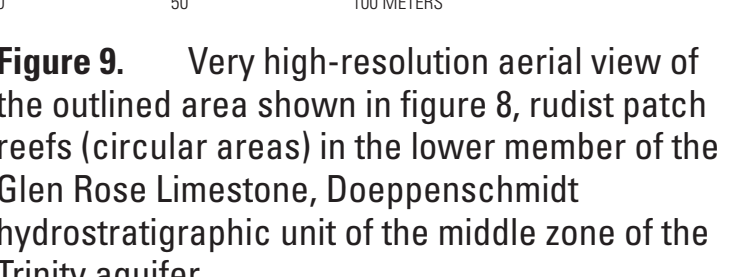 0 50 100 METERS
Figure 9. Very high-resolution aerial view of
the outlined area shown in figure 8, rudist patch
reefs (circular areas) in the lower member of the
Glen Rose Limestone, Doeppenschmidt
hydrostratigraphic unit of the middle zone of the
Trinity aquifer